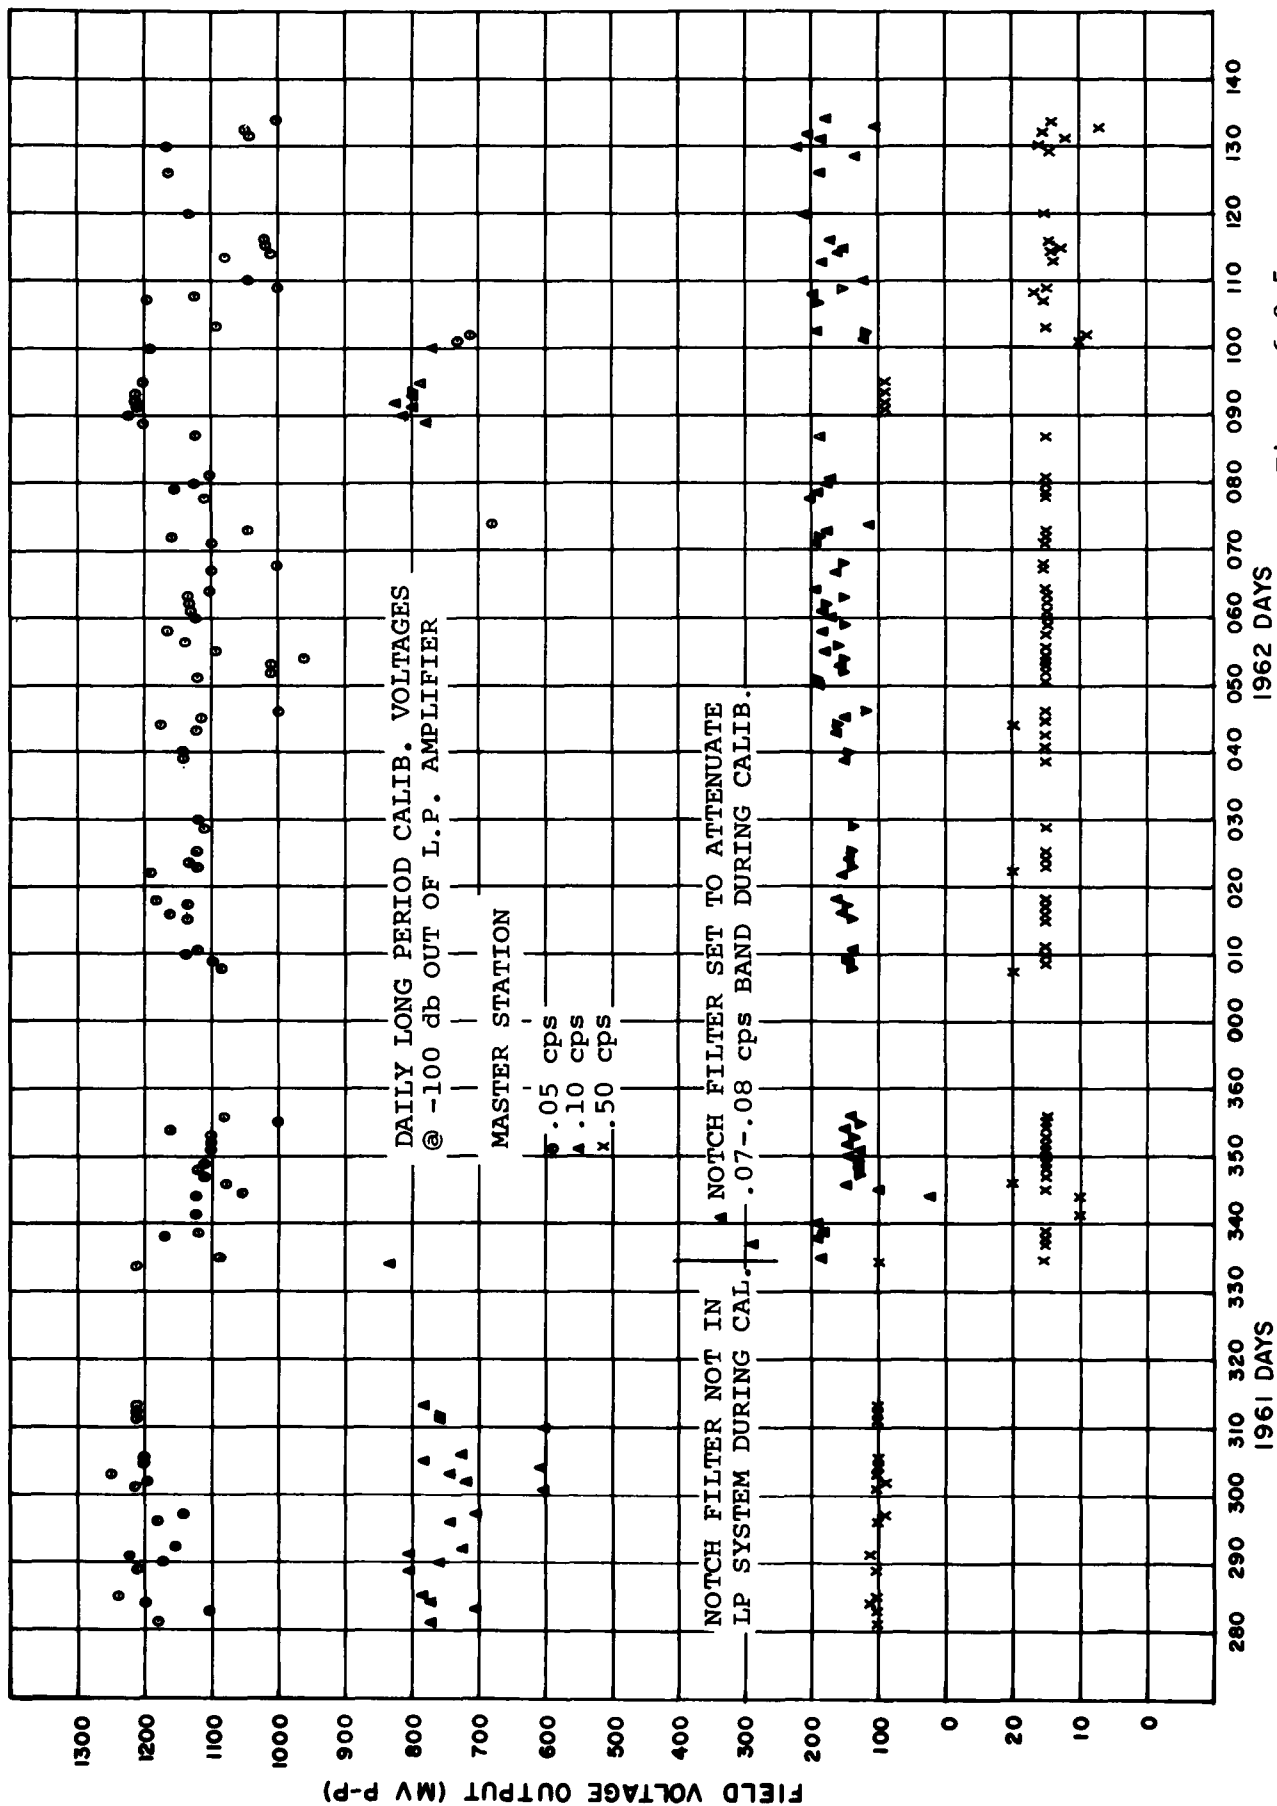 DAILY LONG PERIOD CALIB. VOLTAGES
@ -100 db OUT OF L.P. AMPLIFIER
MASTER STATION
.05 cps
.10 cps
x .50 cps
NOTCH FILTER NOT IN
LP SYSTEM DURING CAL.
NOTCH FILTER SET TO ATTENUATE
.07-.08 cps BAND DURING CALIB.
FIELD VOLTAGE OUTPUT (MV P-P)
1300
1200
1100
1000
900
800
700
600
500
400
300
200
100
0
20
10
0
280 290 300 310 320 330 340 350 360 000 010 020 030 040 050 060 070 080 090 100 110 120 130 140
1961 DAYS
1962 DAYS